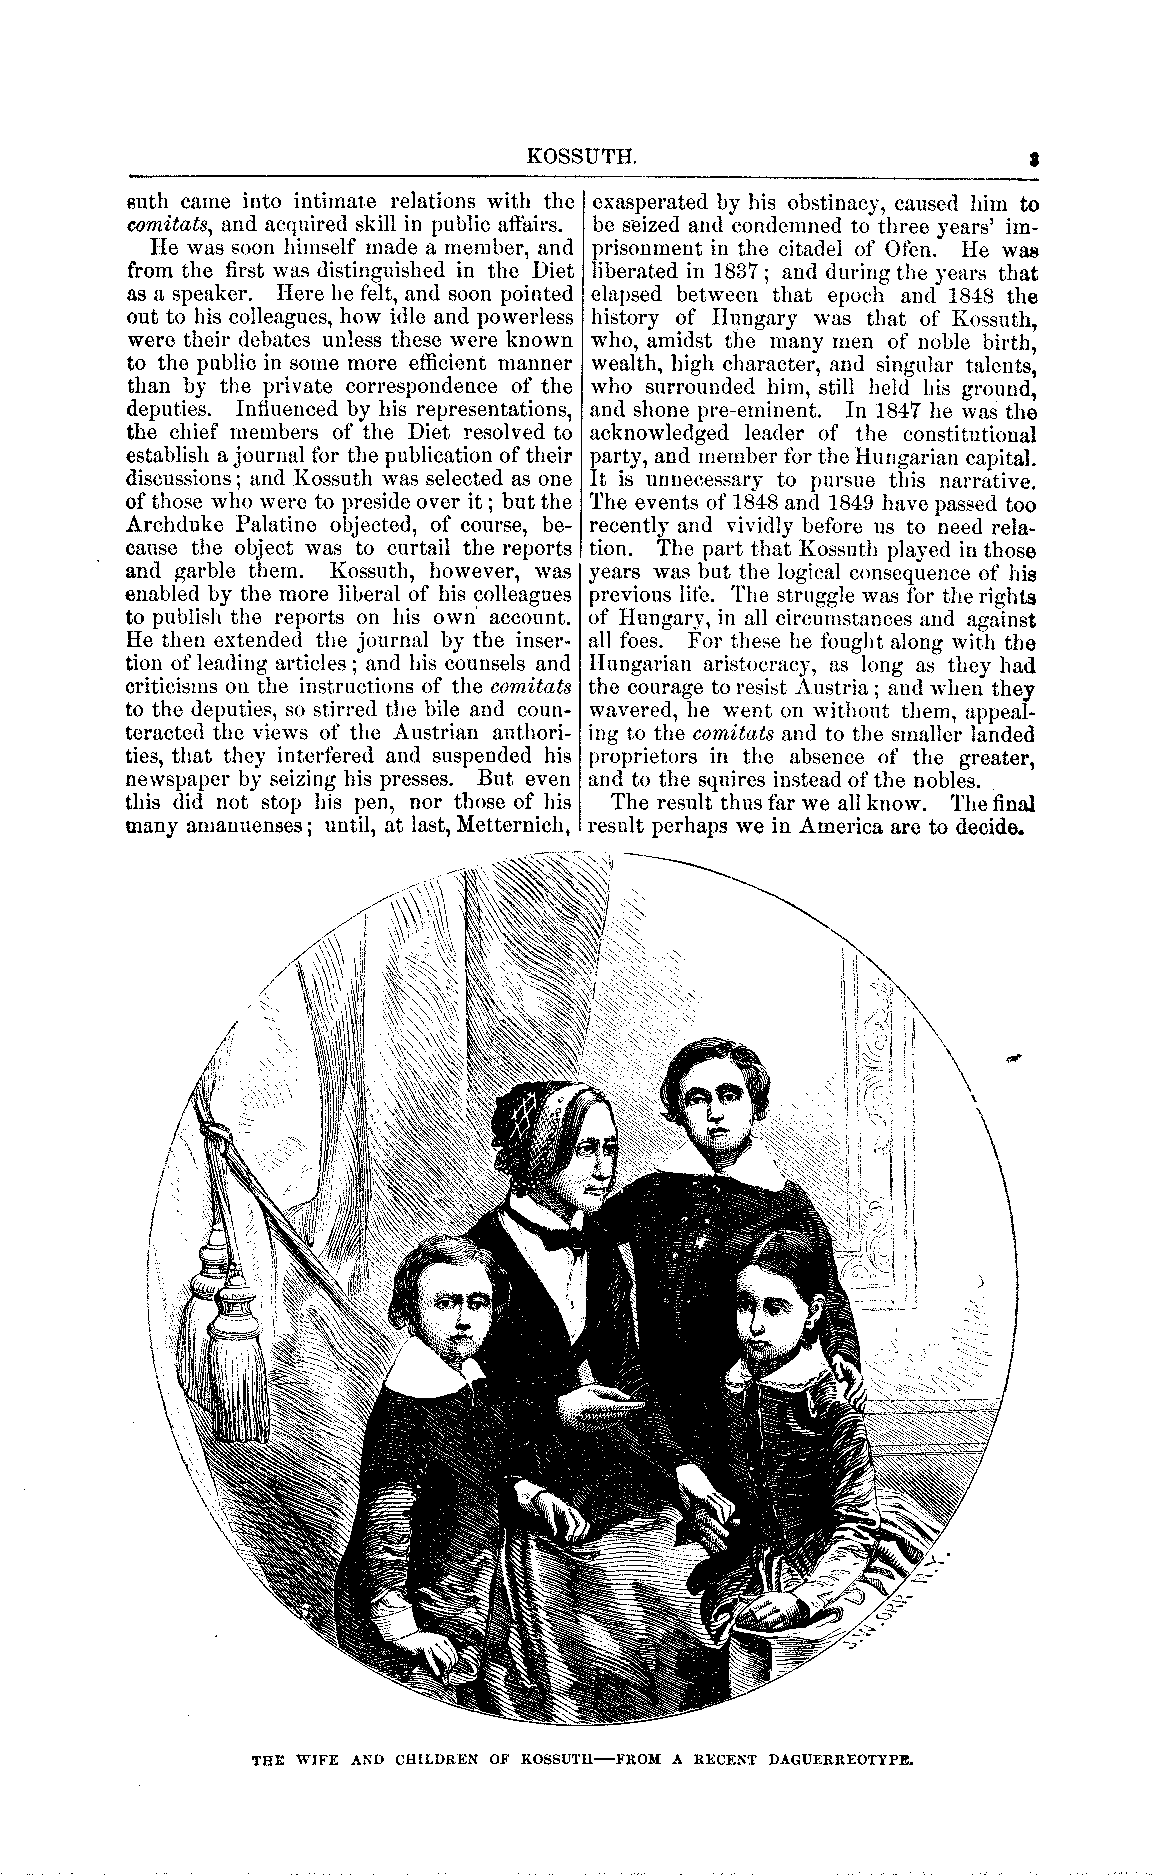 KOSSUTH.
3
suth came into intimate relations with the
comitats, and acquired skill in public affairs.
He was soon himself made a member, and
from the first was distinguished in the Diet
as a speaker. Here he felt, and soon pointed
out to his colleagues, how idle and powerless
were their debates unless these were known
to the public in some more efficient manner
than by the private correspondence of the
deputies. Influenced by his representations,
the chief members of the Diet resolved to
establish a journal for the publication of their
discussions; and Kossuth was selected as one
of those who were to preside over it; but the
Archduke Palatine objected, of course, be-
cause the object was to curtail the reports
and garble them. Kossuth, however, was
enabled by the more liberal of his colleagues
to publish the reports on his own account.
He then extended the journal by the inser-
tion of leading articles; and his counsels and
criticisms on the instructions of the comitats
to the deputies, so stirred the bile and coun-
teracted the views of the Austrian authori-
ties, that they interfered and suspended his
newspaper by seizing his presses. But even
this did not stop his pen, nor those of his
many amanuenses; until, at last, Metternich,
exasperated by his obstinacy, caused him to
be seized and condemned to three years' im-
prisonment in the citadel of Ofen. He was
liberated in 1837; and during the years that
elapsed between that epoch and 1848 the
history of Hungary was that of Kossuth,
who, amidst the many men of noble birth,
wealth, high character, and singular talents,
who surrounded him, still held his ground,
and shone pre-eminent. In 1847 he was the
acknowledged leader of the constitutional
party, and member for the Hungarian capital.
It is unnecessary to pursue this narrative.
The events of 1848 and 1849 have passed too
recently and vividly before us to need rela-
tion. The part that Kossuth played in those
years was but the logical consequence of his
previous life. The struggle was for the rights
of Hungary, in all circumstances and against
all foes. For these he fought along with the
Hungarian aristocracy, as long as they had
the courage to resist Austria; and when they
wavered, he went on without them, appeal-
ing to the comitats and to the smaller landed
proprietors in the absence of the greater,
and to the squires instead of the nobles.
The result thus far we all know. The final
result perhaps we in America are to decide.
J.W.ORR N.Y.
THE WIFE AND CHILDREN OF KOSSUTH—FROM A RECENT DAGUERREOTYPE.